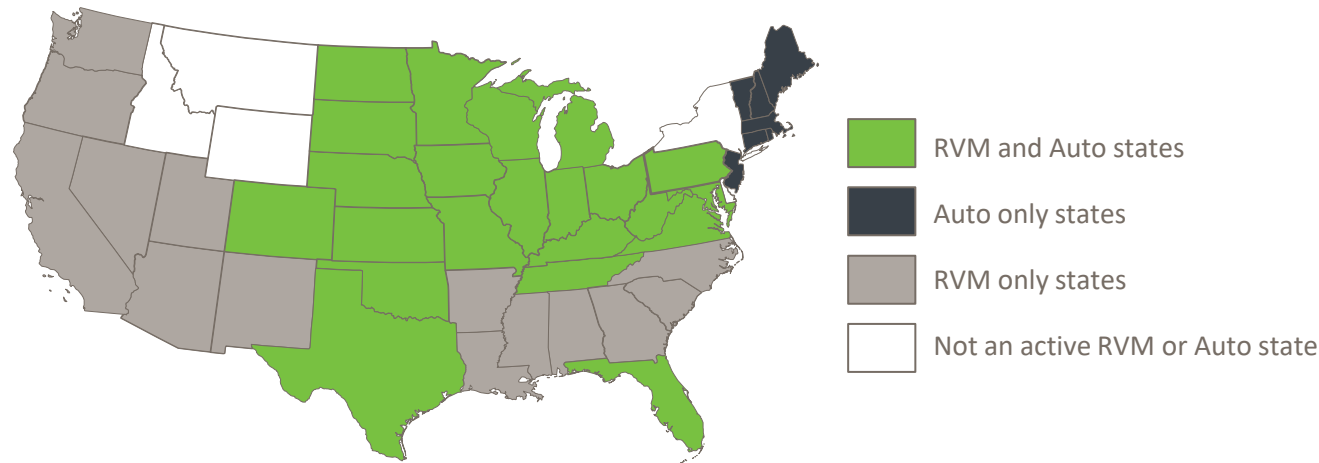 RVM and Auto states
Auto only states
RVM only states
Not an active RVM or Auto state